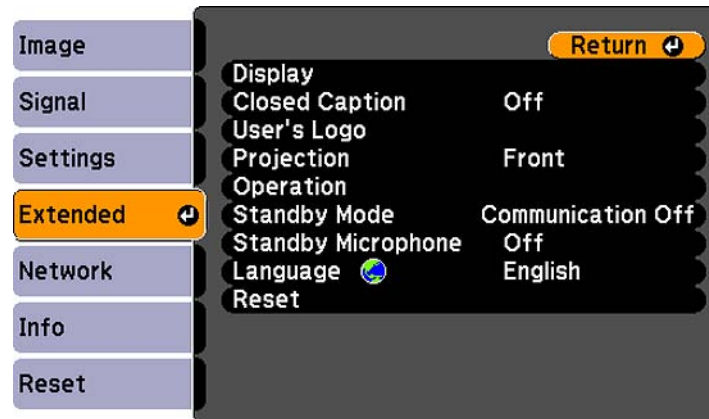 Image
Signal
Settings
Extended
Network
Info
Reset
Return
Display
Closed Caption Off
User's Logo
Projection Front
Operation
Standby Mode Communication Off
Standby Microphone Off
Language English
Reset